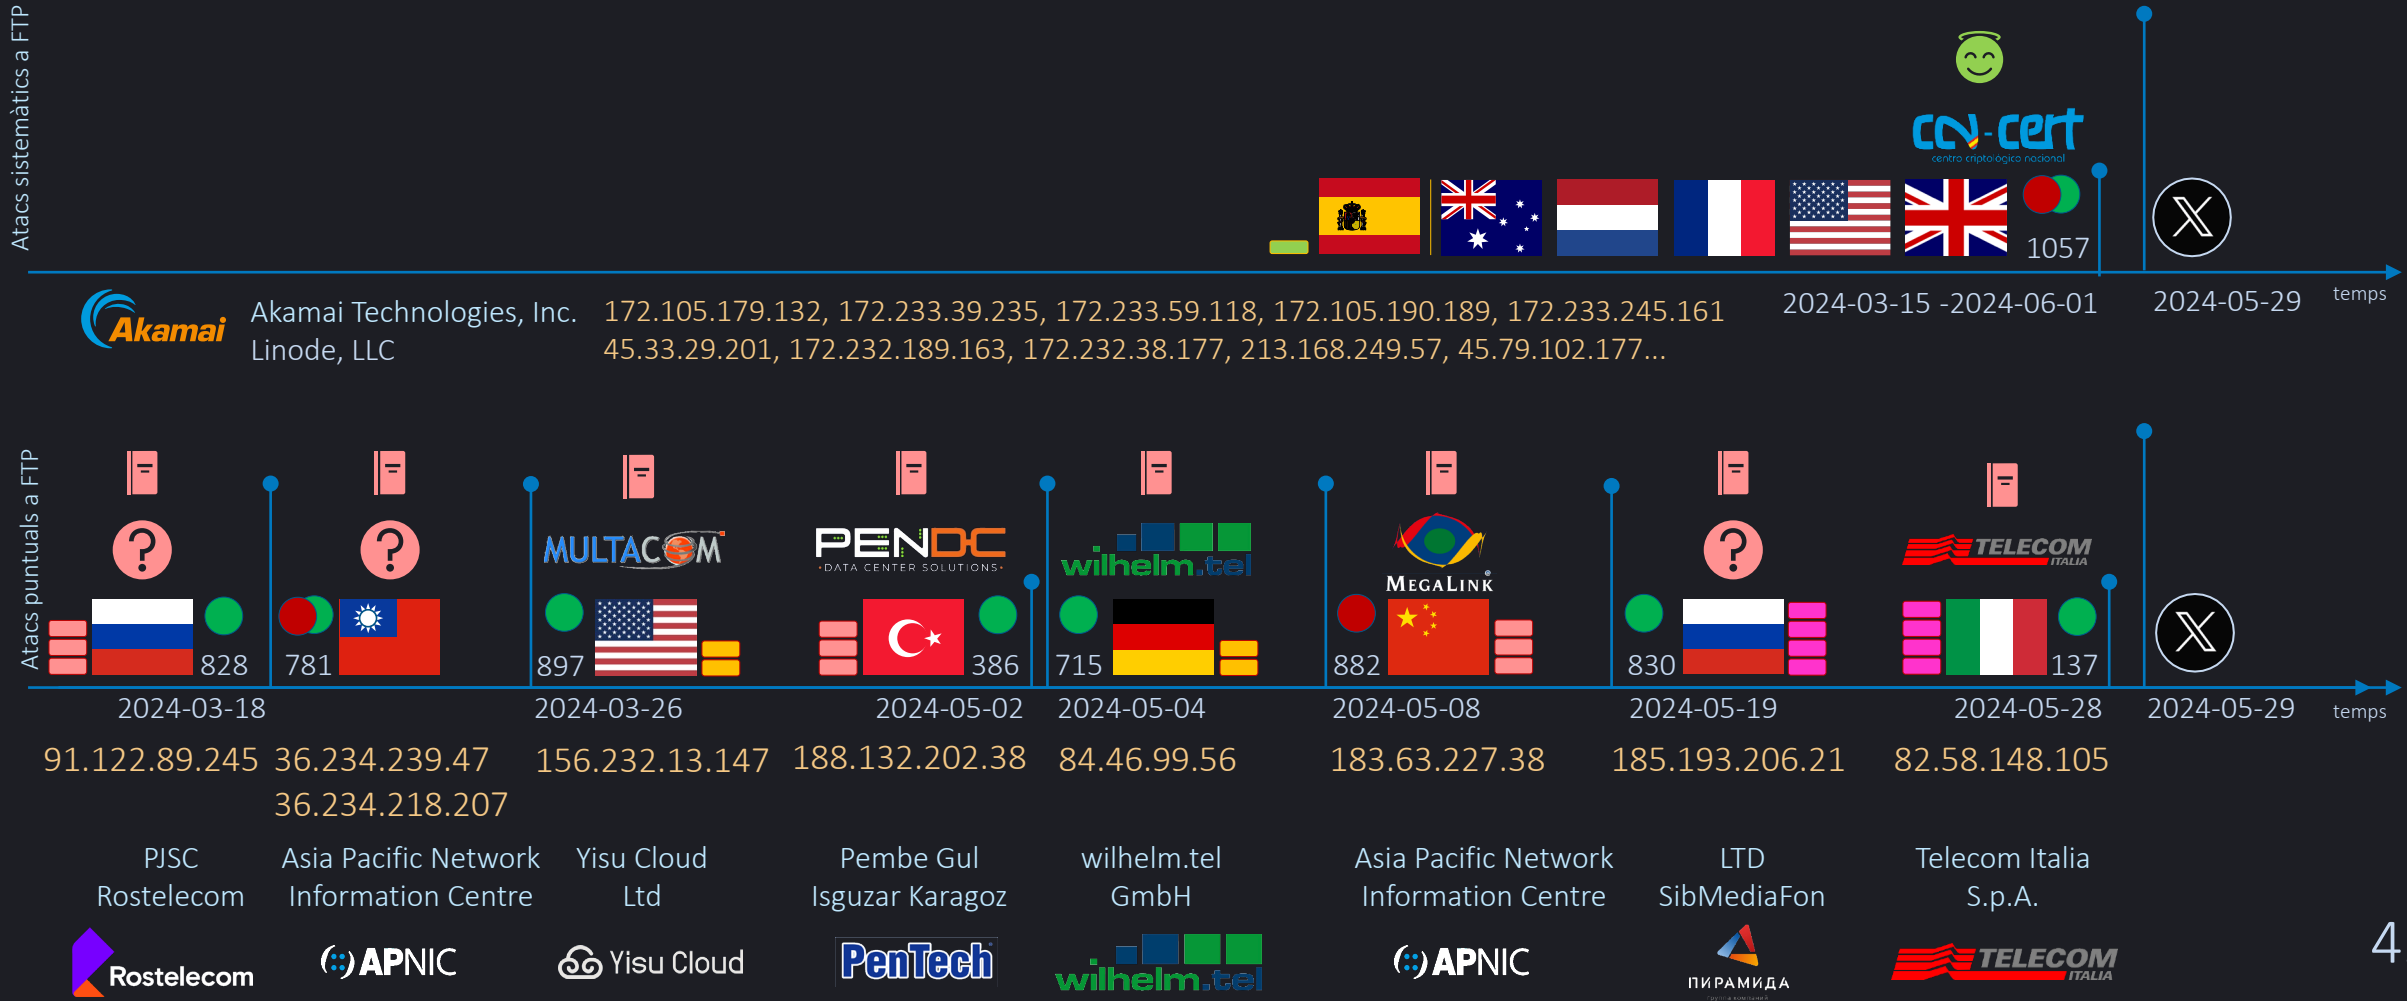 Atacs sistemàtics a FTP
cn-cert
centro criptológico nacional
1057
Akamai
Akamai Technologies, Inc.
Linode, LLC
172.105.179.132, 172.233.39.235, 172.233.59.118, 172.105.190.189, 172.233.245.161
45.33.29.201, 172.232.189.163, 172.232.38.177, 213.168.249.57, 45.79.102.177...
2024-03-15 -2024-06-01
2024-05-29
temps
Atacs puntuals a FTP
?
?
MULTACOM
PENDC
·DATA CENTER SOLUTIONS·
wilhelm.tel
MEGALINK®
?
TELECOM
ITALIA
828
781
897
386
715
882
830
137
2024-03-18
2024-03-26
2024-05-02
2024-05-04
2024-05-08
2024-05-19
2024-05-28
2024-05-29
temps
91.122.89.245
36.234.239.47
36.234.218.207
156.232.13.147
188.132.202.38
84.46.99.56
183.63.227.38
185.193.206.21
82.58.148.105
PJSC
Rostelecom
Asia Pacific Network
Information Centre
Yisu Cloud
Ltd
Pembe Gul
Isguzar Karagoz
wilhelm.tel
GmbH
Asia Pacific Network
Information Centre
LTD
SibMediaFon
Telecom Italia
S.p.A.
Rostelecom
APNIC
Yisu Cloud
PenTech
wilhelm.tel
APNIC
ПИРАМИДА
группа компаний
TELECOM
ITALIA
4